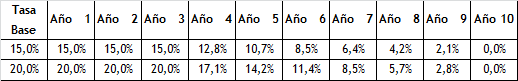 Tasa Base Año 1 Año 2 Año 3 Año 4 Año 5 Año 6 Año 7 Año 8 Año 9 Año 10
15,0% 15,0% 15,0% 15,0% 12,8% 10,7% 8,5% 6,4% 4,2% 2,1% 0,0%
20,0% 20,0% 20,0% 20,0% 17,1% 14,2% 11,4% 8,5% 5,7% 2,8% 0,0%